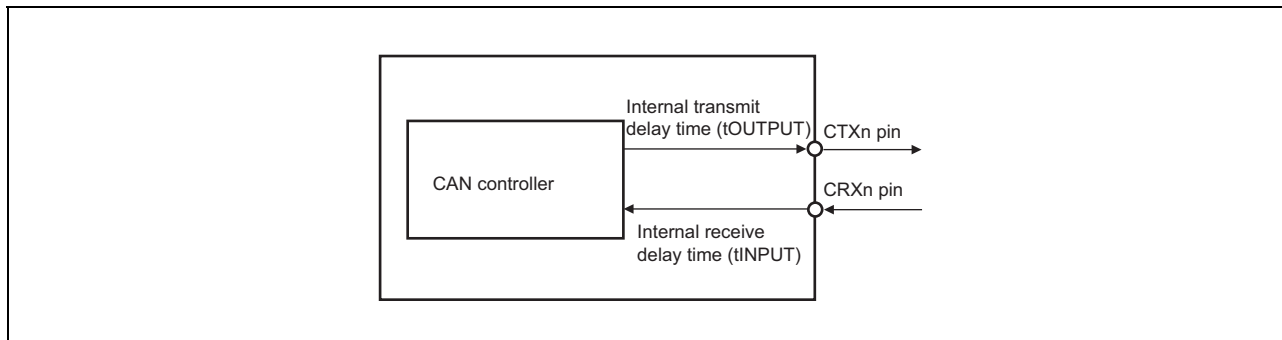 Internal transmit
delay time (tOUTPUT)
CTXn pin
CAN controller
CRXn pin
Internal receive
delay time (tINPUT)